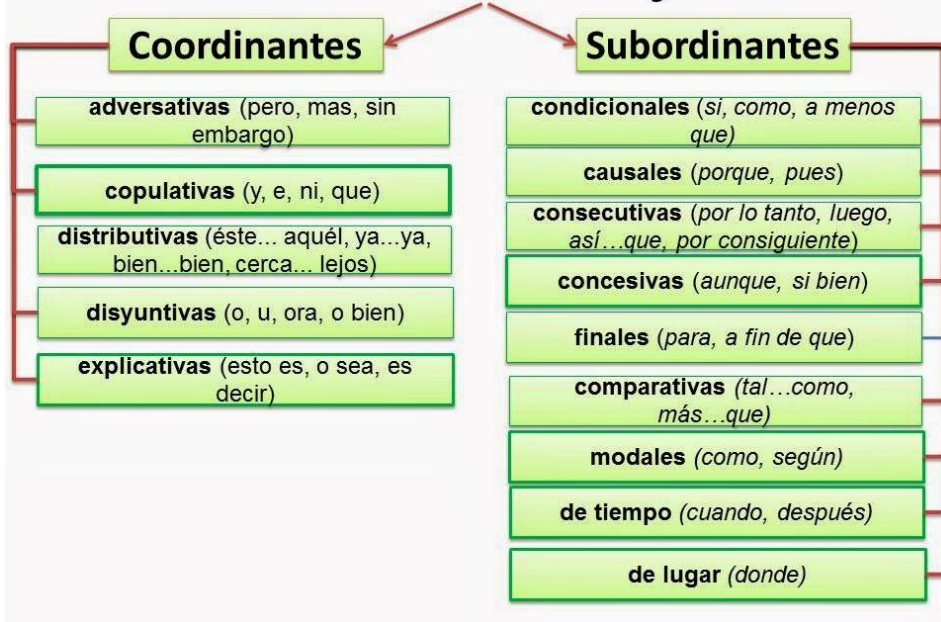 Coordinantes
adversativas (pero, mas, sin
embargo)
copulativas (y, e, ni, que)
distributivas (éste... aquél, ya...ya,
bien...bien, cerca... lejos)
disyuntivas (o, u, ora, o bien)
explicativas (esto es, o sea, es
decir)
Subordinantes
condicionales (si, como, a menos
que)
causales (porque, pues)
consecutivas (por lo tanto, luego,
así...que, por consiguiente)
concesivas (aunque, si bien)
finales (para, a fin de que)
comparativas (tal...como,
más...que)
modales (como, según)
de tiempo (cuando, después)
de lugar (donde)